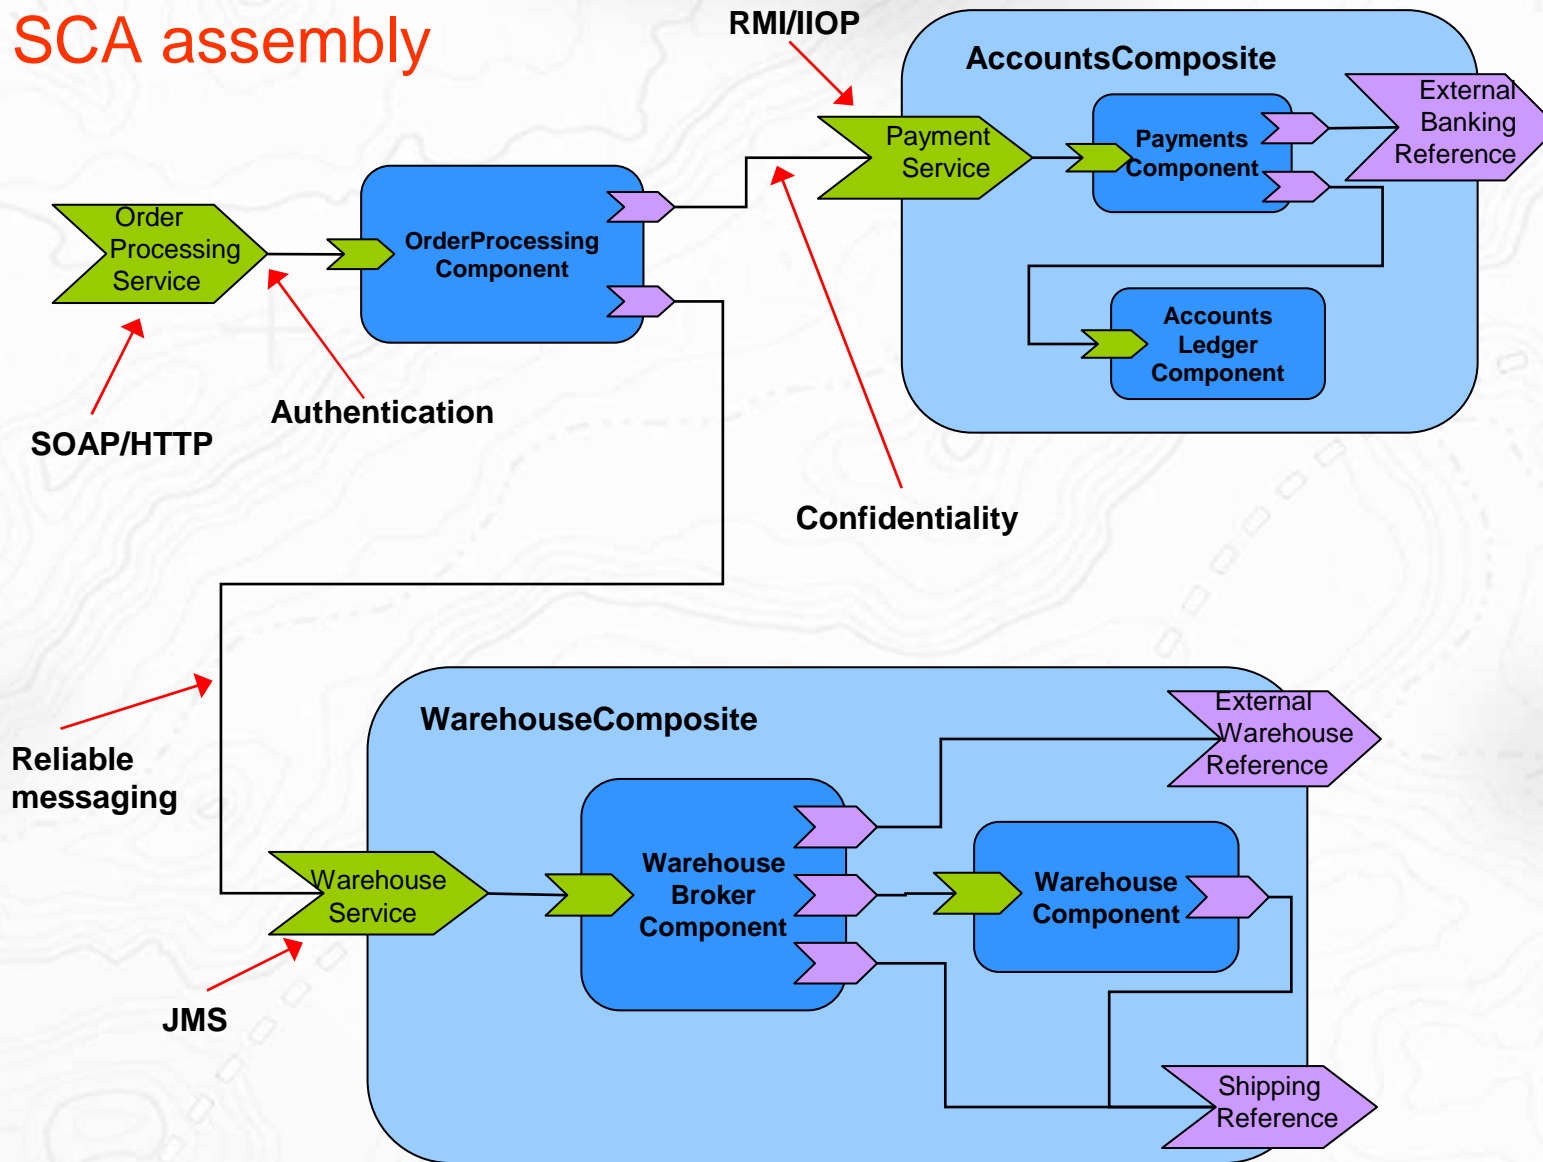 SCA assembly
RMI/IIOP
AccountsComposite
Payment
Service
Payments
Component
External
Banking
Reference
Order
Processing
Service
OrderProcessing
Component
Accounts
Ledger
Component
Authentication
SOAP/HTTP
Confidentiality
WarehouseComposite
External
Warehouse
Reference
Reliable
messaging
Warehouse
Service
Warehouse
Broker
Component
Warehouse
Component
JMS
Shipping
Reference